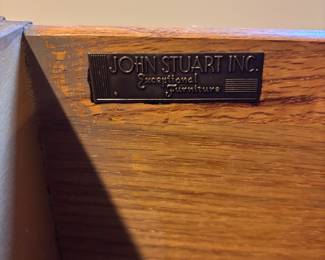 JOHN STUART INC.
Exceptional
Furniture